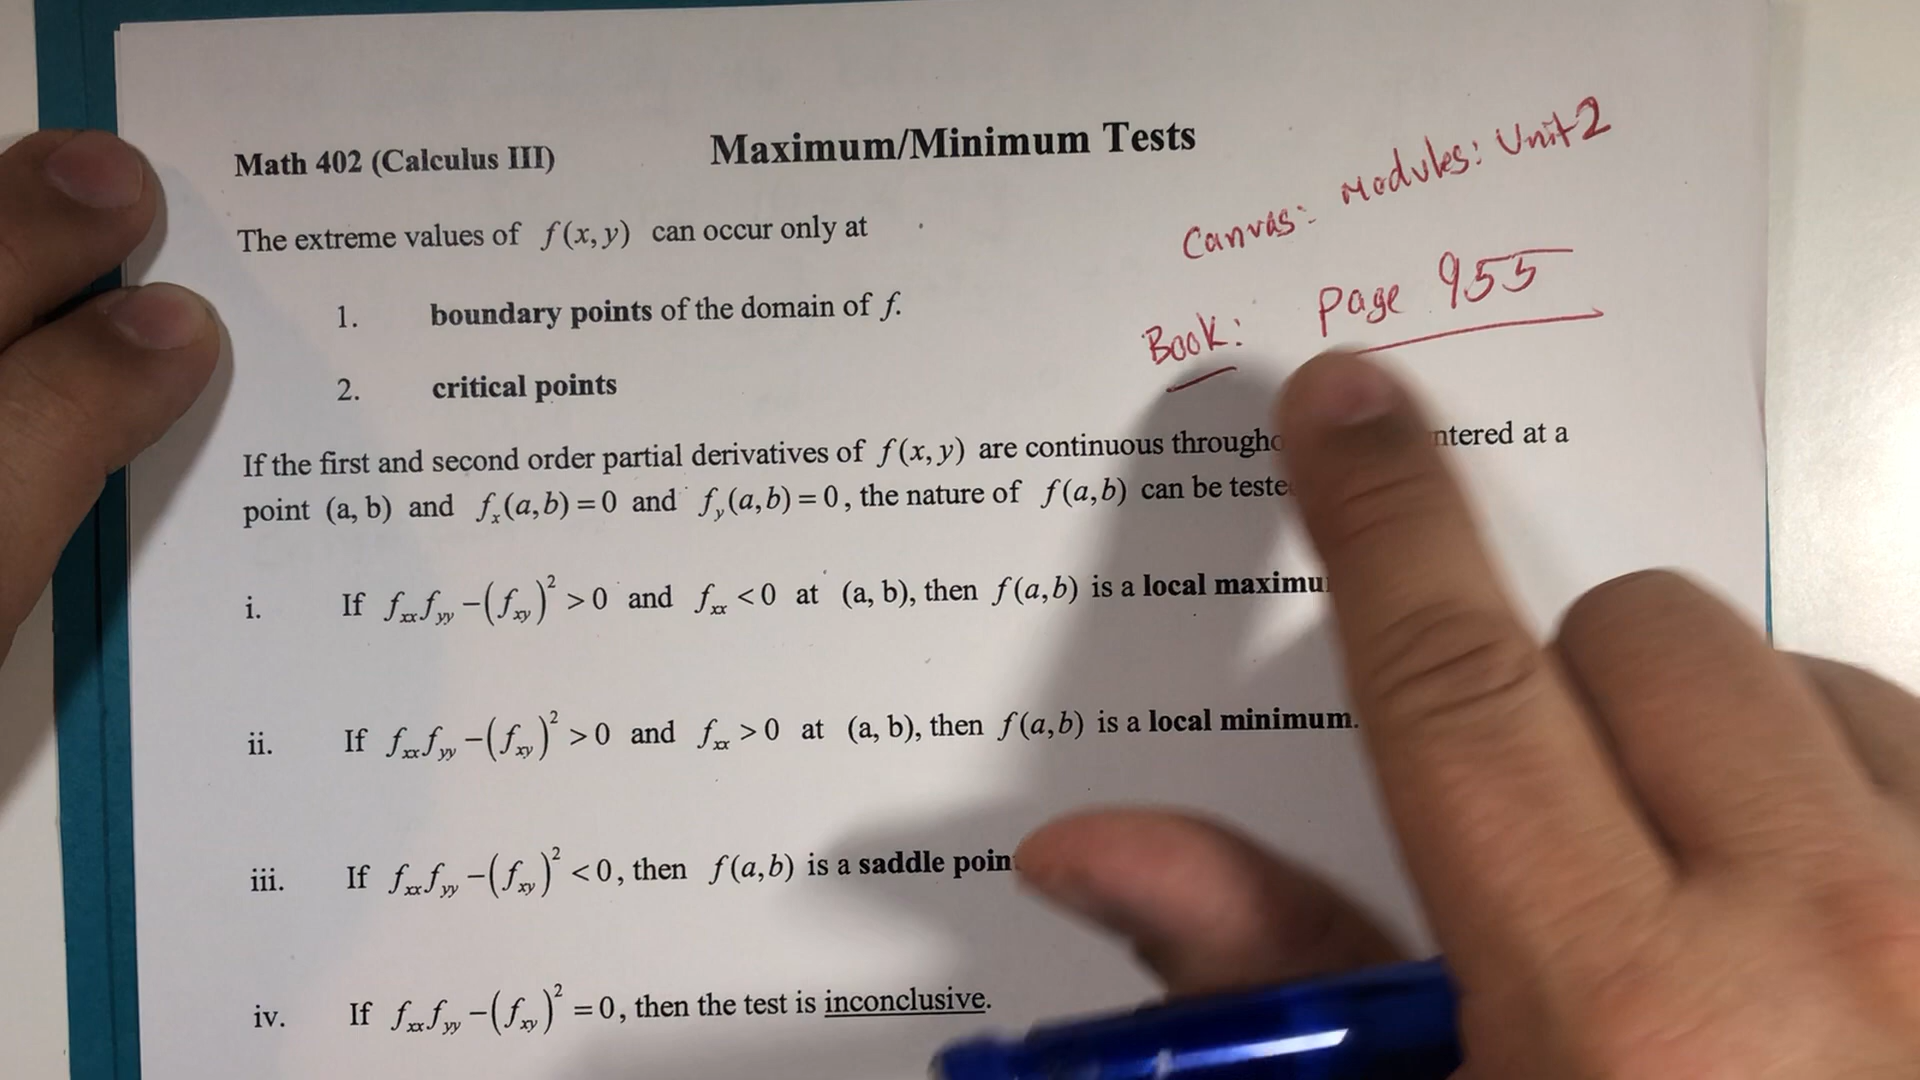 Math 402 (Calculus III) Maximum/Minimum Tests
Canvas: Modules: Unit 2
The extreme values of f(x, y) can occur only at
Book: Page 955
1. boundary points of the domain of f.
2. critical points
If the first and second order partial derivatives of f(x, y) are continuous at a
point (a, b) and f_x(a,b) = 0 and f_y(a,b) = 0, the nature of f(a,b) can be
i. If f_xx f_yy − (f_xy)² > 0 and f_xx < 0 at (a, b), then f(a,b) is a local
ii. If f_xx f_yy − (f_xy)² > 0 and f_xx > 0 at (a, b), then f(a,b) is a local minimum.
iii. If f_xx f_yy − (f_xy)² < 0, then f(a,b) is a saddle
iv. If f_xx f_yy − (f_xy)² = 0, then the test is inconclusive.